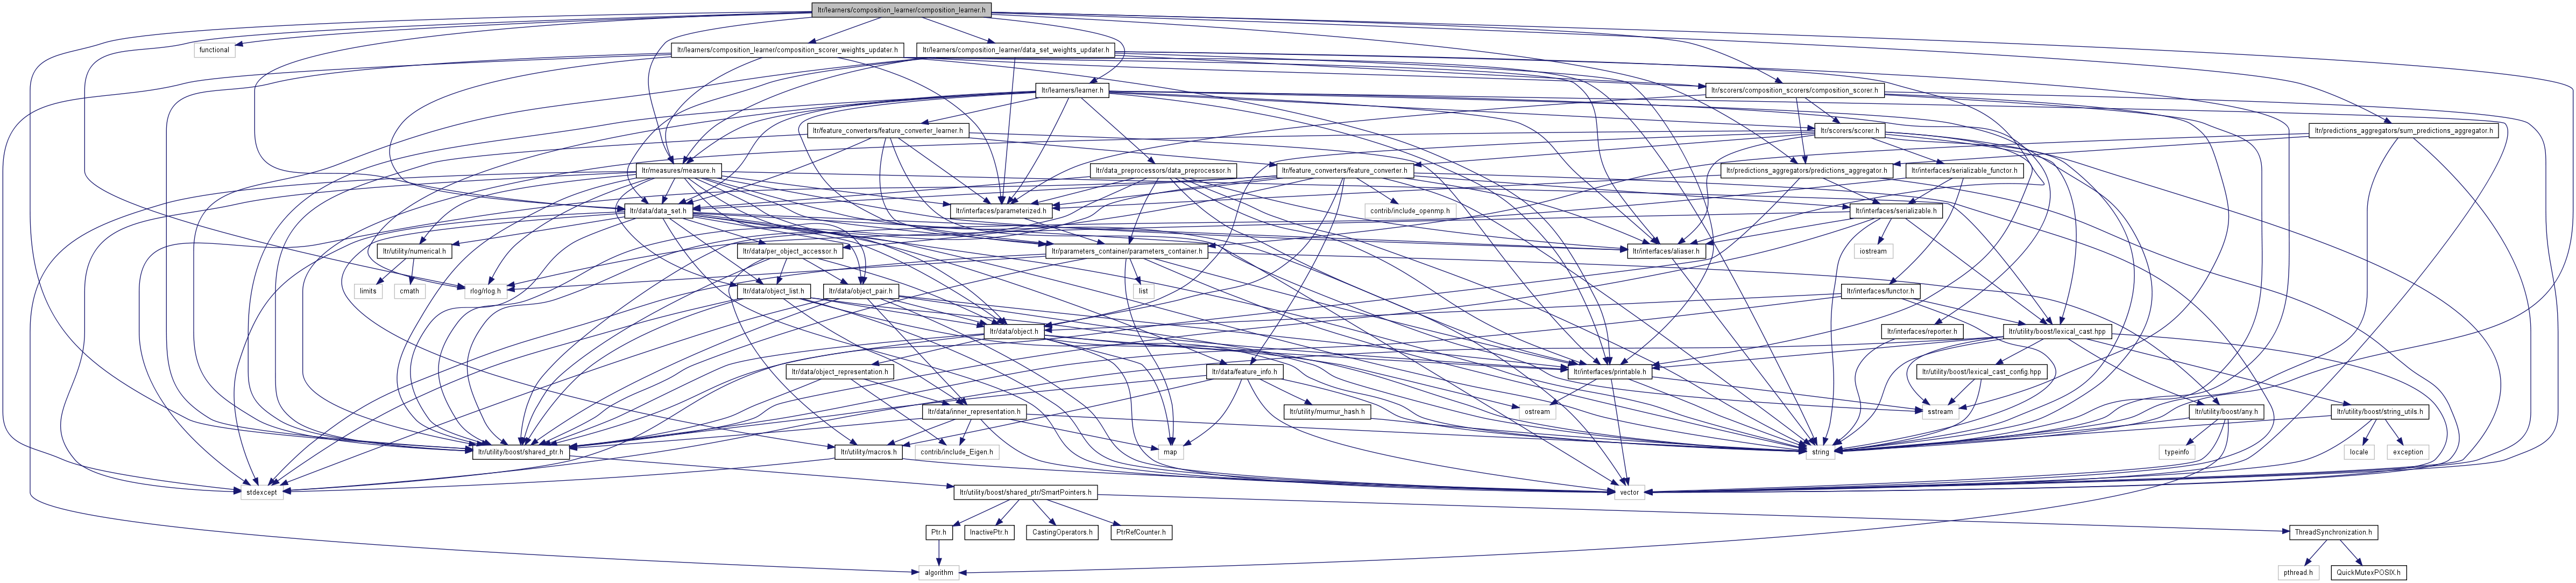 ltr/learners/composition_learner/composition_learner.h
functional
ltr/learners/composition_learner/composition_scorer_weights_updater.h
ltr/learners/composition_learner/data_set_weights_updater.h
ltr/learners/learner.h
ltr/scorers/composition_scorers/composition_scorer.h
ltr/feature_converters/feature_converter_learner.h
ltr/scorers/scorer.h
ltr/predictions_aggregators/sum_predictions_aggregator.h
ltr/measures/measure.h
ltr/data_preprocessors/data_preprocessor.h
ltr/feature_converters/feature_converter.h
ltr/predictions_aggregators/predictions_aggregator.h
ltr/interfaces/serializable_functor.h
ltr/data/data_set.h
ltr/interfaces/parameterized.h
contrib/include_openmp.h
ltr/interfaces/serializable.h
ltr/utility/numerical.h
ltr/data/per_object_accessor.h
ltr/parameters_container/parameters_container.h
ltr/interfaces/aliaser.h
iostream
limits
cmath
rlog/rlog.h
ltr/data/object_list.h
ltr/data/object_pair.h
list
ltr/interfaces/functor.h
ltr/data/object.h
ltr/interfaces/reporter.h
ltr/utility/boost/lexical_cast.hpp
ltr/data/object_representation.h
ltr/data/feature_info.h
ltr/interfaces/printable.h
ltr/utility/boost/lexical_cast_config.hpp
ltr/data/inner_representation.h
ostream
ltr/utility/murmur_hash.h
sstream
ltr/utility/boost/any.h
ltr/utility/boost/string_utils.h
ltr/utility/boost/shared_ptr.h
ltr/utility/macros.h
contrib/include_Eigen.h
map
string
typeinfo
locale
exception
stdexcept
ltr/utility/boost/shared_ptr/SmartPointers.h
vector
Ptr.h
InactivePtr.h
CastingOperators.h
PtrRefCounter.h
ThreadSynchronization.h
algorithm
pthread.h
QuickMutexPOSIX.h